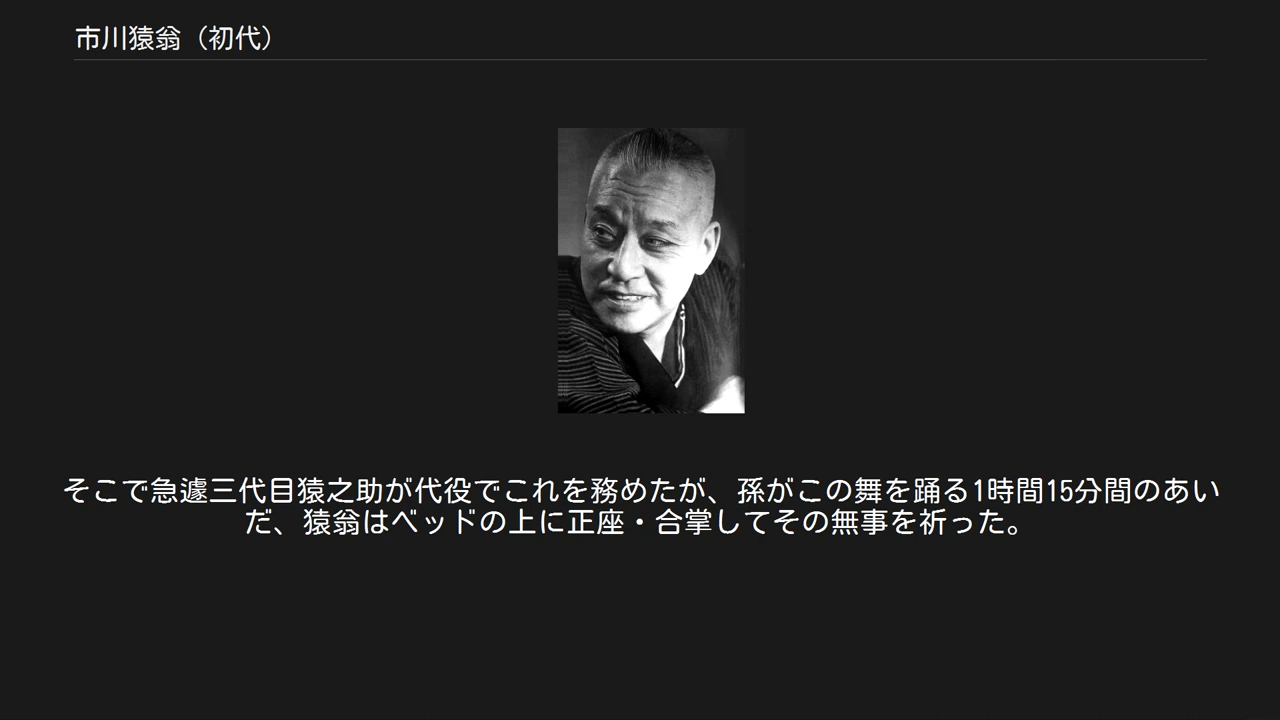 市川猿翁（初代）
そこで急遽三代目猿之助が代役でこれを務めたが、孫がこの舞を踊る1時間15分間のあい
だ、猿翁はベッドの上に正座・合掌してその無事を祈った。